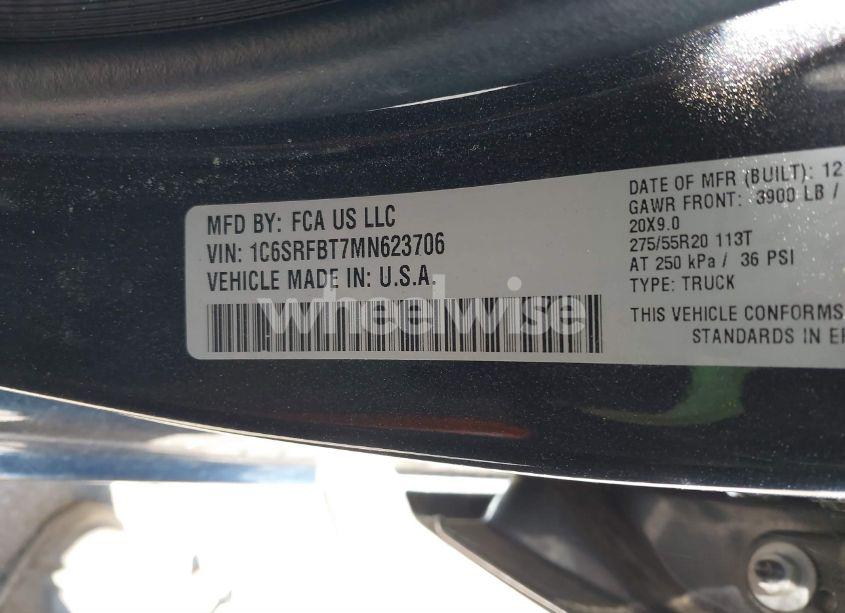 MFD BY: FCA US LLC
VIN: 1C6SRFBT7MN623706
VEHICLE MADE IN: U.S.A.
wheelwise
DATE OF MFR (BUILT): 12
GAWR FRONT: 3900 LB /
20X9.0
275/55R20 113T
AT 250 kPa / 36 PSI
TYPE: TRUCK
THIS VEHICLE CONFORMS
STANDARDS IN